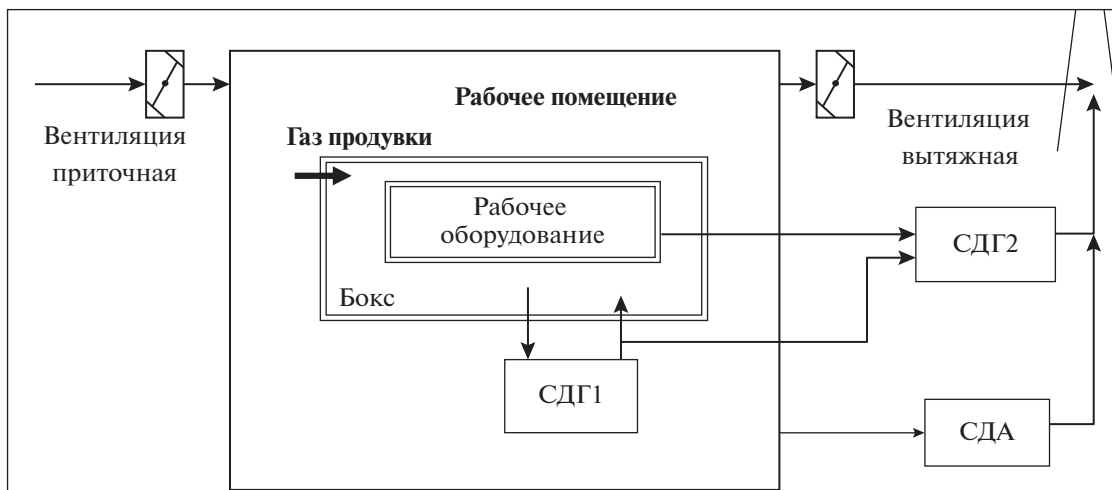 Рабочее помещение
Вентиляция
приточная
Газ продувки
Вентиляция
вытяжная
Рабочее
оборудование
СДГ2
Бокс
СДГ1
СДА